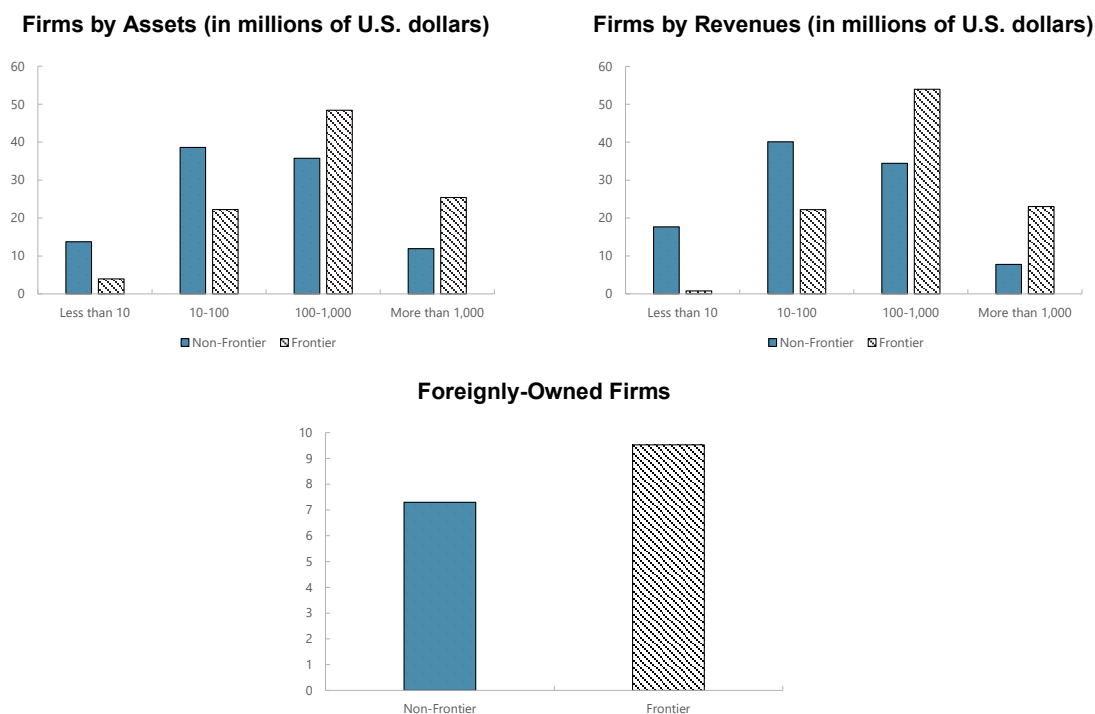 Firms by Assets (in millions of U.S. dollars)
60
50
40
30
20
10
0
Less than 10
10-100
100-1,000
More than 1,000
Non-Frontier
Frontier
Firms by Revenues (in millions of U.S. dollars)
60
50
40
30
20
10
0
Less than 10
10-100
100-1,000
More than 1,000
Non-Frontier
Frontier
Foreignly-Owned Firms
10
9
8
7
6
5
4
3
2
1
0
Non-Frontier
Frontier